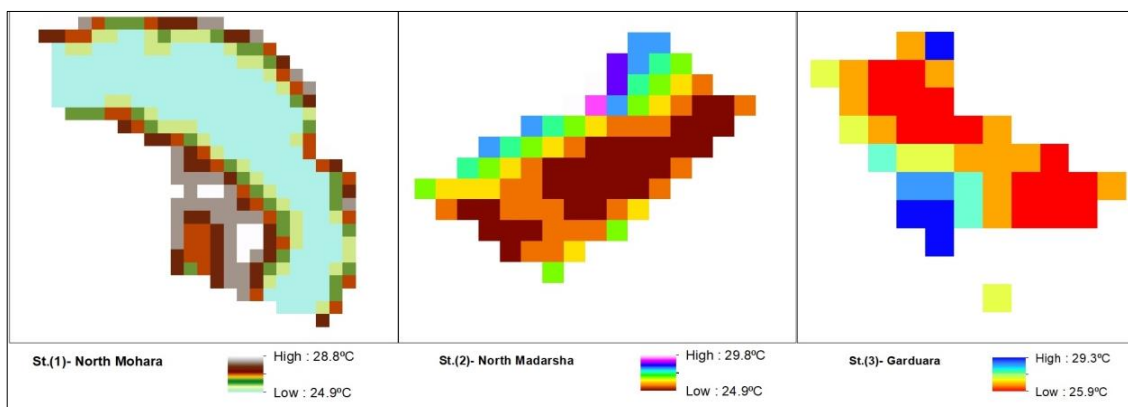 St.(1)- North Mohara
High : 28.8ºC
Low : 24.9ºC
St.(2)- North Madarsha
High : 29.8ºC
Low : 24.9ºC
St.(3)- Garduara
High : 29.3ºC
Low : 25.9ºC